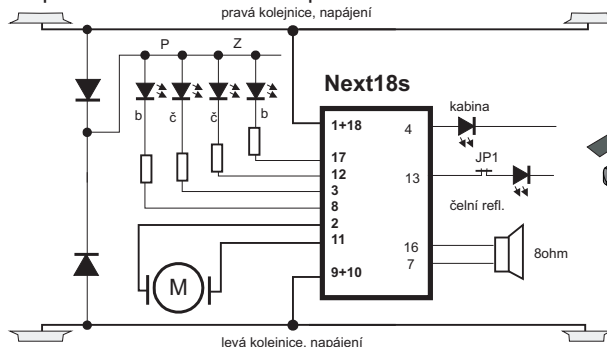 pravá kolejnice, napájení
P Z
b č č b
Next18s
1+18
17
12
3
8
2
11
9+10
4
13
16
7
kabina
JP1
čelní refl.
8ohm
M
levá kolejnice, napájení